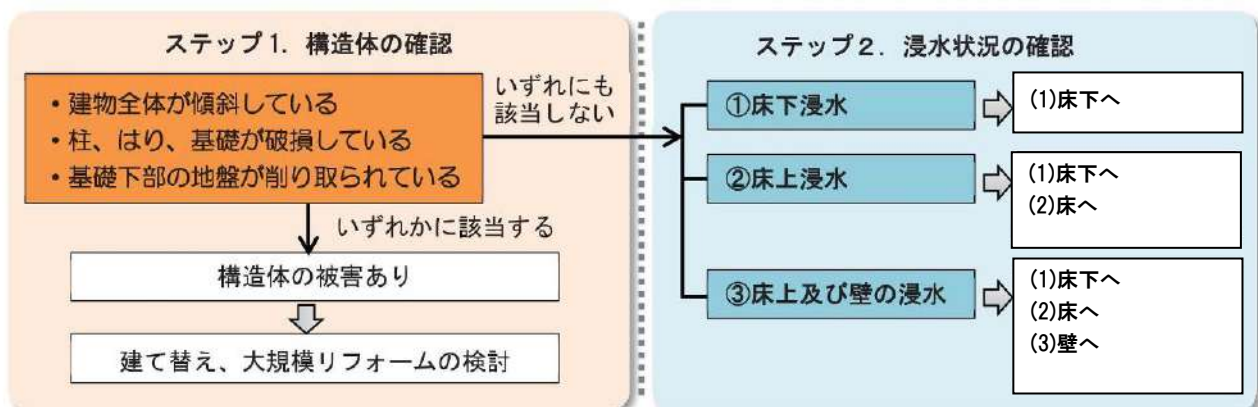 ステップ1. 構造体の確認
・建物全体が傾斜している
・柱、はり、基礎が破損している
・基礎下部の地盤が削り取られている
いずれにも
該当しない
いずれかに該当する
構造体の被害あり
建て替え、大規模リフォームの検討
ステップ2. 浸水状況の確認
①床下浸水
(1)床下へ
②床上浸水
(1)床下へ
(2)床へ
③床上及び壁の浸水
(1)床下へ
(2)床へ
(3)壁へ